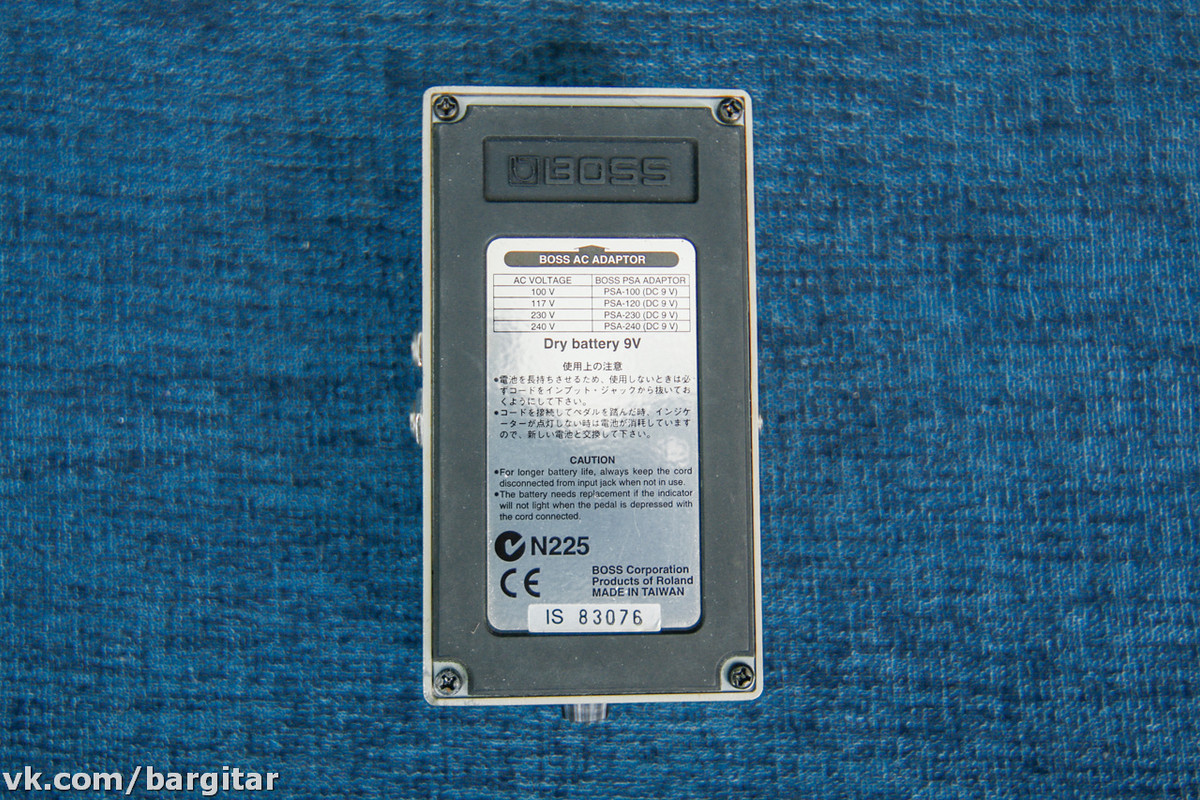 BOSS
BOSS AC ADAPTOR
AC VOLTAGE BOSS PSA ADAPTOR
100 V PSA-100 (DC 9 V)
117 V PSA-120 (DC 9 V)
230 V PSA-230 (DC 9 V)
240 V PSA-240 (DC 9 V)
Dry battery 9V
使用上の注意
●電池を長持ちさせるため、使用しないときは必
ずコードをインプット・ジャックから抜いてお
くようにして下さい。
●コードを接続してペダルを踏んだ時、インジケ
ーターが点灯しない時は電池が消耗しています
ので、新しい電池と交換して下さい。
CAUTION
●For longer battery life, always keep the cord
disconnected from input jack when not in use.
●The battery needs replacement if the indicator
will not light when the pedal is depressed with
the cord connected.
N225
CE
BOSS Corporation
Products of Roland
MADE IN TAIWAN
IS 83076
vk.com/bargitar